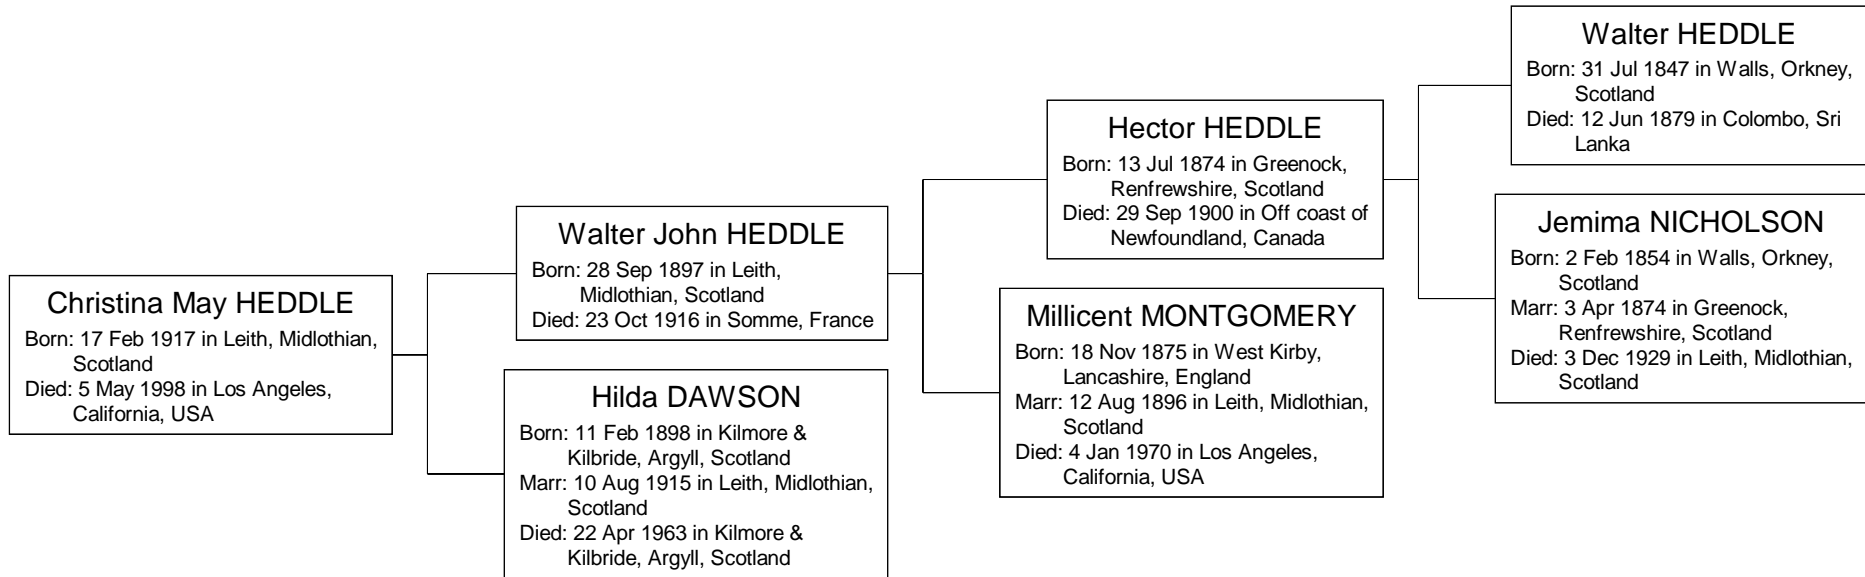 Christina May HEDDLE
Born: 17 Feb 1917 in Leith, Midlothian,
Scotland
Died: 5 May 1998 in Los Angeles,
California, USA
Walter John HEDDLE
Born: 28 Sep 1897 in Leith,
Midlothian, Scotland
Died: 23 Oct 1916 in Somme, France
Hilda DAWSON
Born: 11 Feb 1898 in Kilmore &
Kilbride, Argyll, Scotland
Marr: 10 Aug 1915 in Leith, Midlothian,
Scotland
Died: 22 Apr 1963 in Kilmore &
Kilbride, Argyll, Scotland
Hector HEDDLE
Born: 13 Jul 1874 in Greenock,
Renfrewshire, Scotland
Died: 29 Sep 1900 in Off coast of
Newfoundland, Canada
Millicent MONTGOMERY
Born: 18 Nov 1875 in West Kirby,
Lancashire, England
Marr: 12 Aug 1896 in Leith, Midlothian,
Scotland
Died: 4 Jan 1970 in Los Angeles,
California, USA
Walter HEDDLE
Born: 31 Jul 1847 in Walls, Orkney,
Scotland
Died: 12 Jun 1879 in Colombo, Sri
Lanka
Jemima NICHOLSON
Born: 2 Feb 1854 in Walls, Orkney,
Scotland
Marr: 3 Apr 1874 in Greenock,
Renfrewshire, Scotland
Died: 3 Dec 1929 in Leith, Midlothian,
Scotland